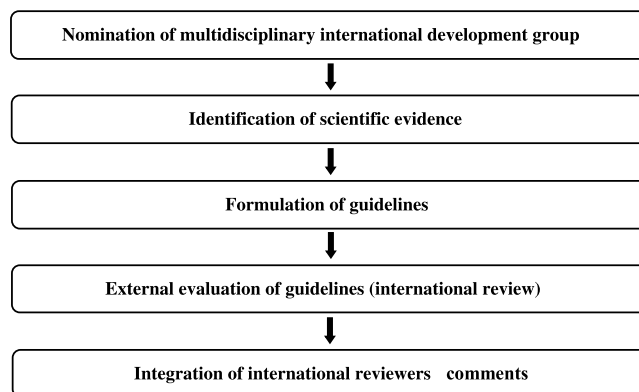 Nomination of multidisciplinary international development group
Identification of scientific evidence
Formulation of guidelines
External evaluation of guidelines (international review)
Integration of international reviewers comments